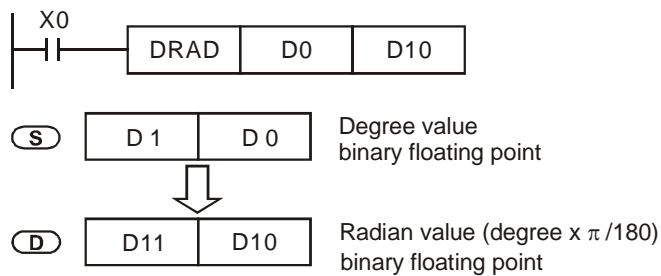 X0
DRAD D0 D10
S D 1 D 0 Degree value
binary floating point
D D11 D10 Radian value (degree x π /180)
binary floating point